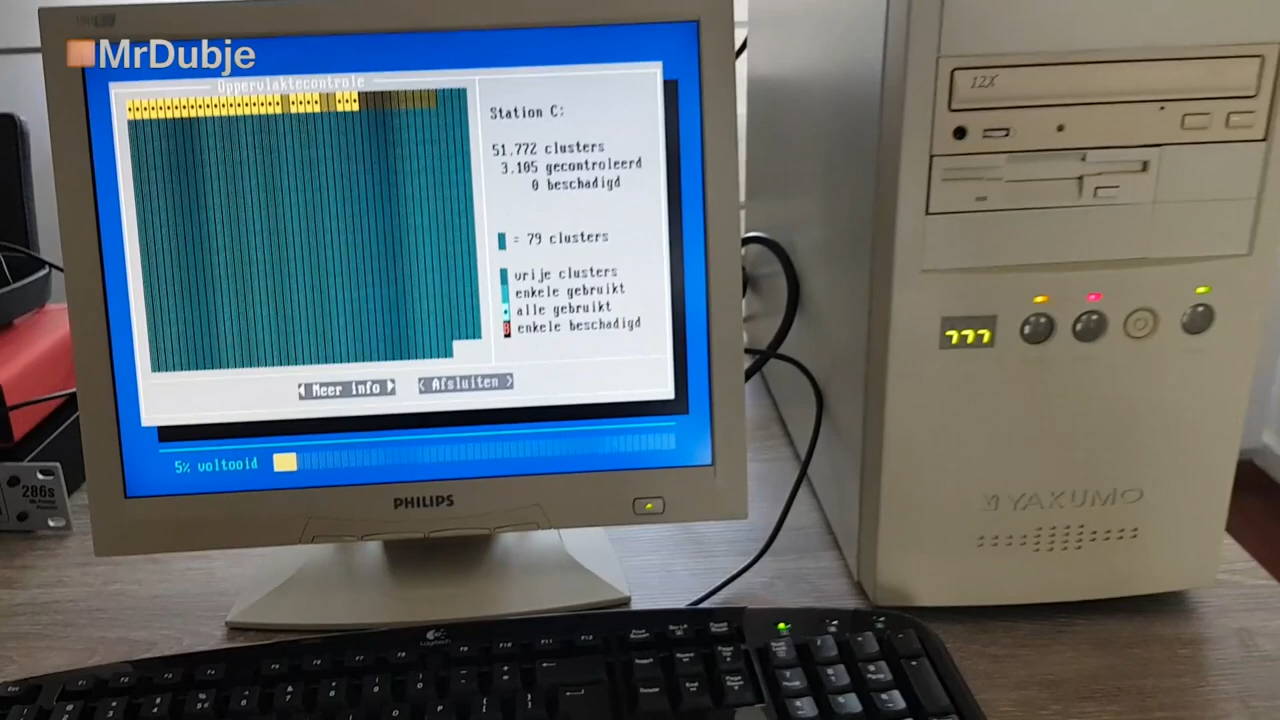 MrDubje
Oppervlaktecontrole
Station C:
51.772 clusters
3.105 gecontroleerd
0 beschadigd
= 79 clusters
vrije clusters
enkele gebruikt
alle gebruikt
B enkele beschadigd
Meer info
< Afsluiten >
5% voltooid
PHILIPS
12X
777
YAKUMO
286s
Logitech